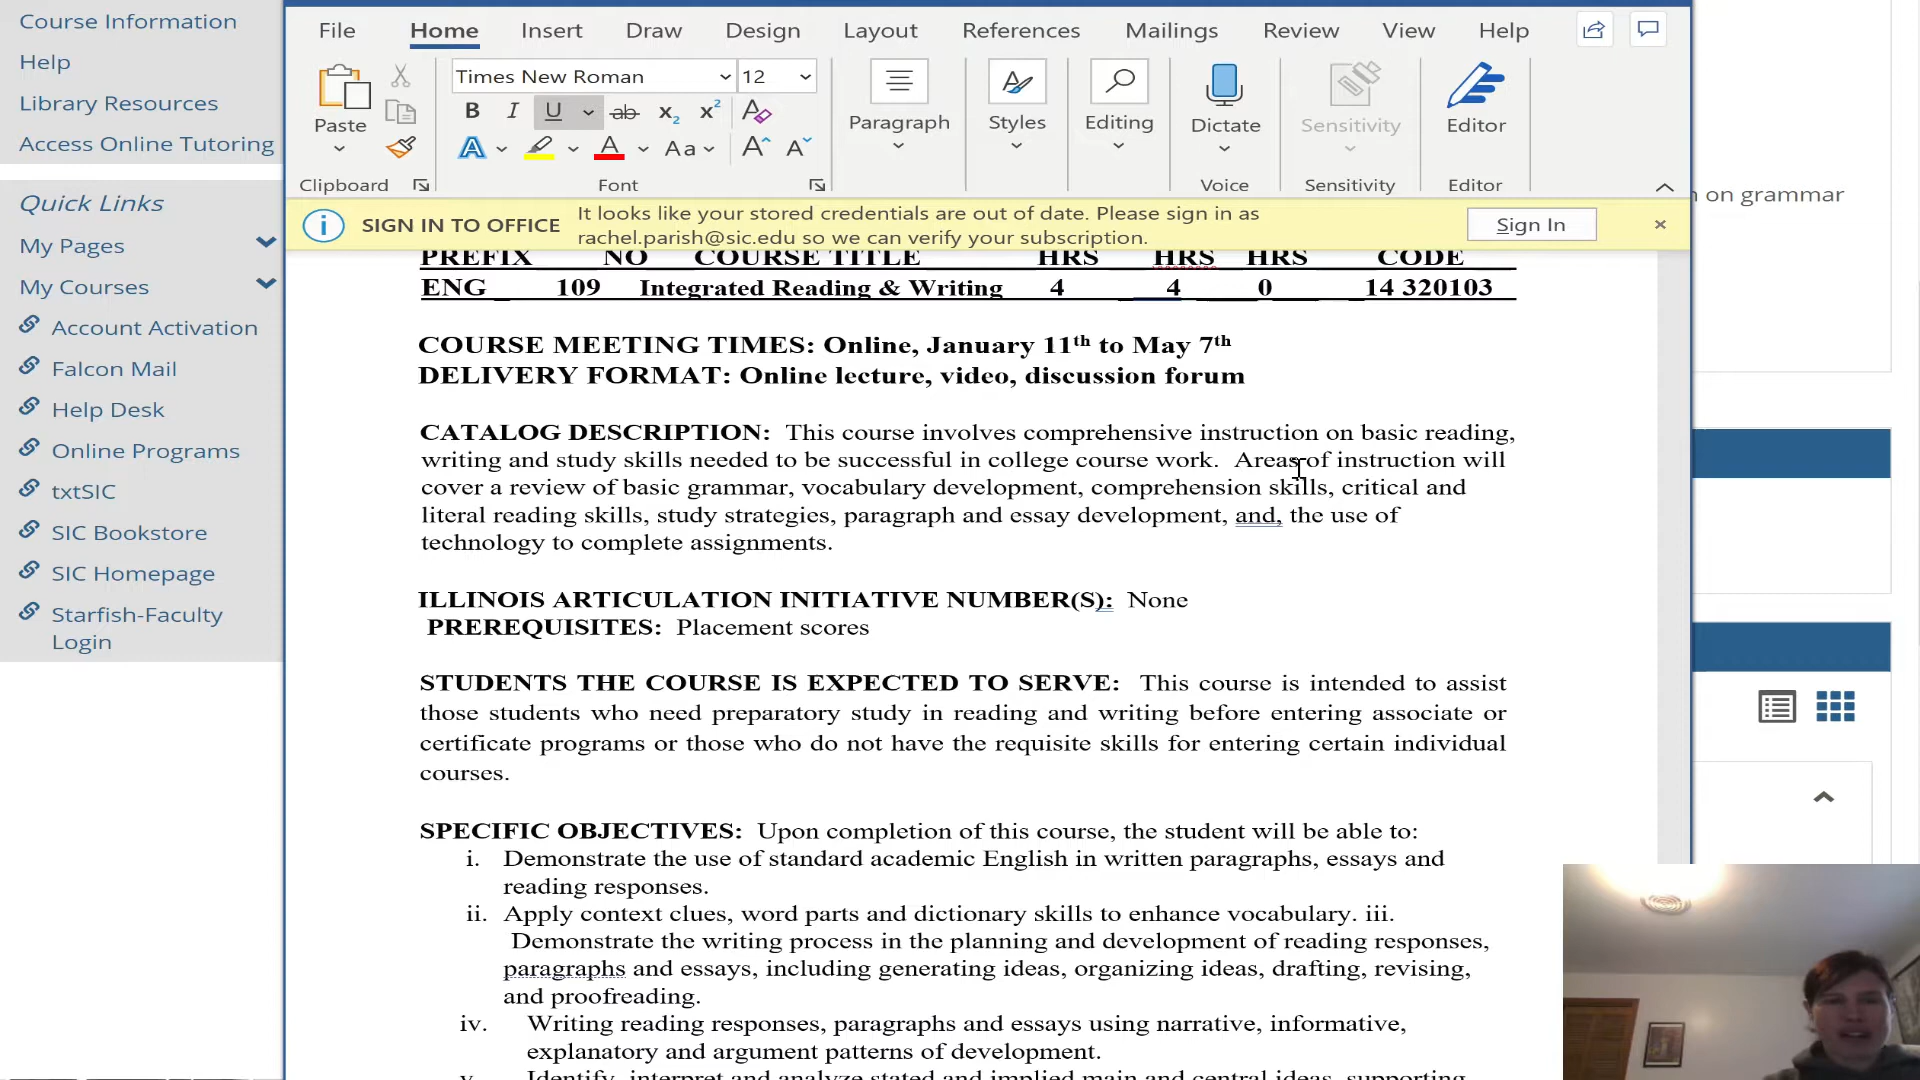 Course Information
Help
Library Resources
Access Online Tutoring
Quick Links
My Pages
My Courses
Account Activation
Falcon Mail
Help Desk
Online Programs
txtSIC
SIC Bookstore
SIC Homepage
Starfish-Faculty
Login
File Home Insert Draw Design Layout References Mailings Review View Help
Times New Roman 12
Paste
B I U ab x₂ x² A
A A Aa A A
Paragraph Styles Editing Dictate Sensitivity Editor
Clipboard Font Voice Sensitivity Editor
SIGN IN TO OFFICE It looks like your stored credentials are out of date. Please sign in as
rachel.parish@sic.edu so we can verify your subscription.
Sign In
on grammar
PREFIX NO COURSE TITLE HRS HRS HRS CODE
ENG 109 Integrated Reading & Writing 4 4 0 14 320103
COURSE MEETING TIMES: Online, January 11th to May 7th
DELIVERY FORMAT: Online lecture, video, discussion forum
CATALOG DESCRIPTION: This course involves comprehensive instruction on basic reading,
writing and study skills needed to be successful in college course work. Areas of instruction will
cover a review of basic grammar, vocabulary development, comprehension skills, critical and
literal reading skills, study strategies, paragraph and essay development, and, the use of
technology to complete assignments.
ILLINOIS ARTICULATION INITIATIVE NUMBER(S): None
PREREQUISITES: Placement scores
STUDENTS THE COURSE IS EXPECTED TO SERVE: This course is intended to assist
those students who need preparatory study in reading and writing before entering associate or
certificate programs or those who do not have the requisite skills for entering certain individual
courses.
SPECIFIC OBJECTIVES: Upon completion of this course, the student will be able to:
i. Demonstrate the use of standard academic English in written paragraphs, essays and
reading responses.
ii. Apply context clues, word parts and dictionary skills to enhance vocabulary. iii.
Demonstrate the writing process in the planning and development of reading responses,
paragraphs and essays, including generating ideas, organizing ideas, drafting, revising,
and proofreading.
iv. Writing reading responses, paragraphs and essays using narrative, informative,
explanatory and argument patterns of development.
v. Identify, interpret and analyze stated and implied main and central ideas, supporting